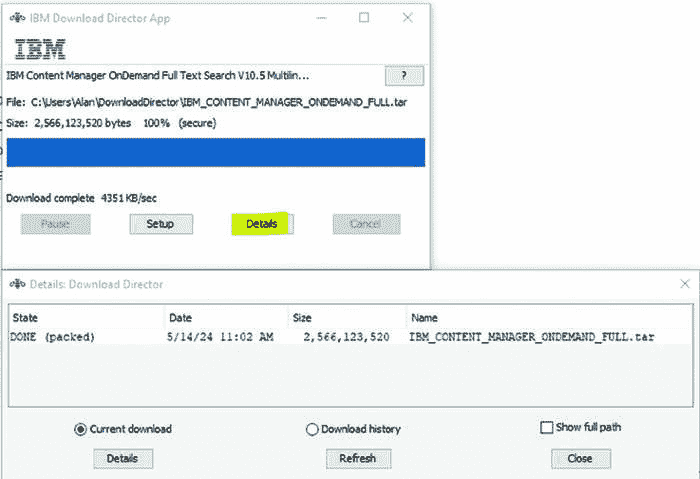 IBM Download Director App
IBM
IBM Content Manager OnDemand Full Text Search V10.5 Multilin... ?
File: C:\Users\Alan\DownloadDirector\IBM_CONTENT_MANAGER_ONDEMAND_FULL.tar
Size: 2,566,123,520 bytes 100% (secure)
Download complete 4351 KB/sec
Pause Setup Details Cancel
Details: Download Director
State Date Size Name
DONE (packed) 5/14/24 11:02 AM 2,566,123,520 IBM_CONTENT_MANAGER_ONDEMAND_FULL.tar
Current download Download history Show full path
Details Refresh Close